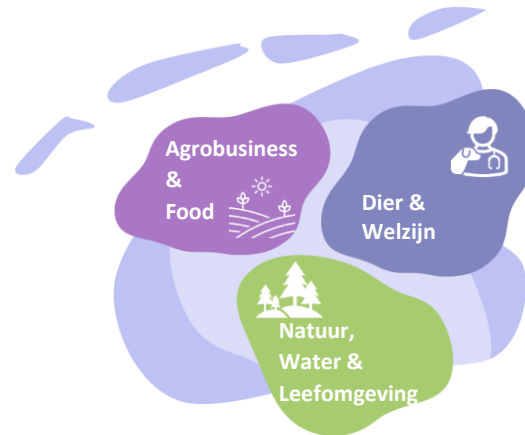 Agrobusiness
&
Food
Dier &
Welzijn
Natuur,
Water &
Leefomgeving